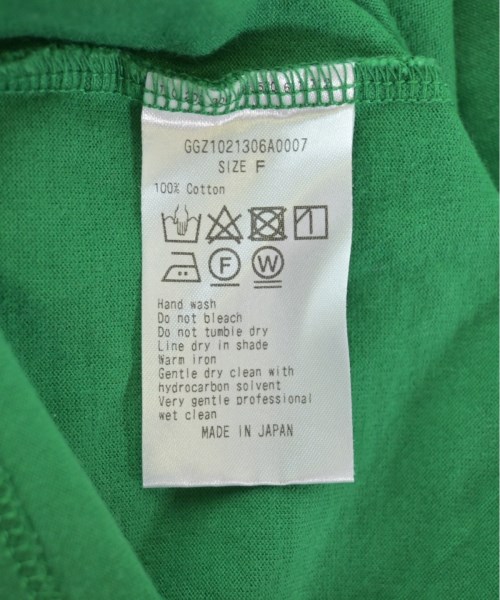 GGZ1021306A0007
SIZE F
100% Cotton
F W
Hand wash
Do not bleach
Do not tumble dry
Line dry in shade
Warm iron
Gentle dry clean with
hydrocarbon solvent
Very gentle professional
wet clean
MADE IN JAPAN